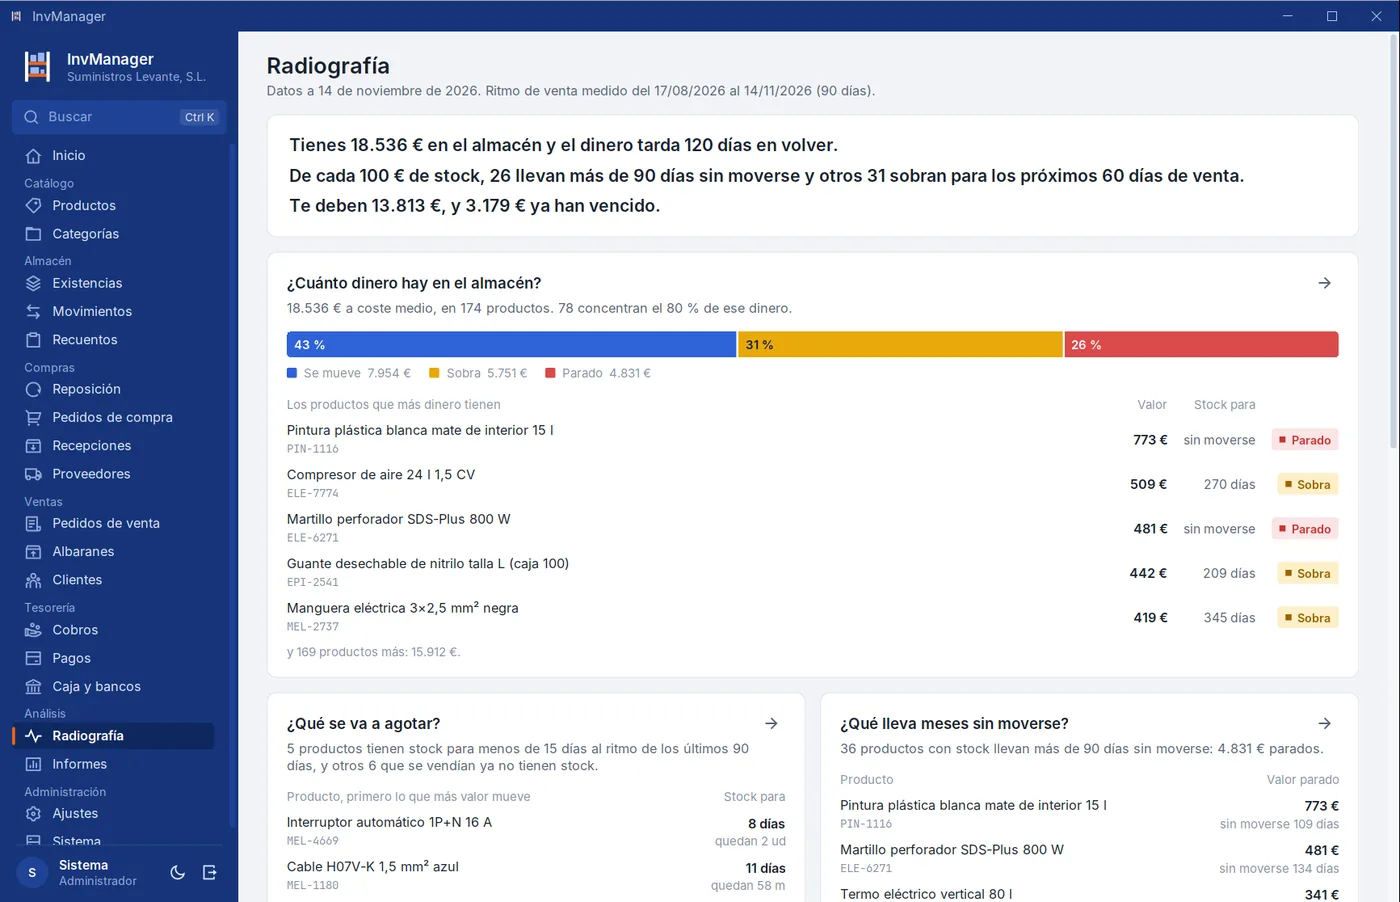 InvManager
InvManager
Suministros Levante, S.L.
Buscar Ctrl K
Inicio
Catálogo
Productos
Categorías
Almacén
Existencias
Movimientos
Recuentos
Compras
Reposición
Pedidos de compra
Recepciones
Proveedores
Ventas
Pedidos de venta
Albaranes
Clientes
Tesorería
Cobros
Pagos
Caja y bancos
Análisis
Radiografía
Informes
Administración
Ajustes
Sistema
S
Sistema
Administrador
Radiografía
Datos a 14 de noviembre de 2026. Ritmo de venta medido del 17/08/2026 al 14/11/2026 (90 días).
Tienes 18.536 € en el almacén y el dinero tarda 120 días en volver.
De cada 100 € de stock, 26 llevan más de 90 días sin moverse y otros 31 sobran para los próximos 60 días de venta.
Te deben 13.813 €, y 3.179 € ya han vencido.
¿Cuánto dinero hay en el almacén?
18.536 € a coste medio, en 174 productos. 78 concentran el 80 % de ese dinero.
43 % 31 % 26 %
Se mueve 7.954 € Sobra 5.751 € Parado 4.831 €
Los productos que más dinero tienen Valor Stock para
Pintura plástica blanca mate de interior 15 l
PIN-1116
773 € sin moverse Parado
Compresor de aire 24 l 1,5 CV
ELE-7774
509 € 270 días Sobra
Martillo perforador SDS-Plus 800 W
ELE-6271
481 € sin moverse Parado
Guante desechable de nitrilo talla L (caja 100)
EPI-2541
442 € 209 días Sobra
Manguera eléctrica 3×2,5 mm² negra
MEL-2737
419 € 345 días Sobra
y 169 productos más: 15.912 €.
¿Qué se va a agotar?
5 productos tienen stock para menos de 15 días al ritmo de los últimos 90
días, y otros 6 que se vendían ya no tienen stock.
Producto, primero lo que más valor mueve Stock para
Interruptor automático 1P+N 16 A 8 días
MEL-4669 quedan 2 ud
Cable H07V-K 1,5 mm² azul 11 días
MEL-1180 quedan 58 m
¿Qué lleva meses sin moverse?
36 productos con stock llevan más de 90 días sin moverse: 4.831 € parados.
Producto Valor parado
Pintura plástica blanca mate de interior 15 l 773 €
PIN-1116 sin moverse 109 días
Martillo perforador SDS-Plus 800 W 481 €
ELE-6271 sin moverse 134 días
Termo eléctrico vertical 80 l 341 €